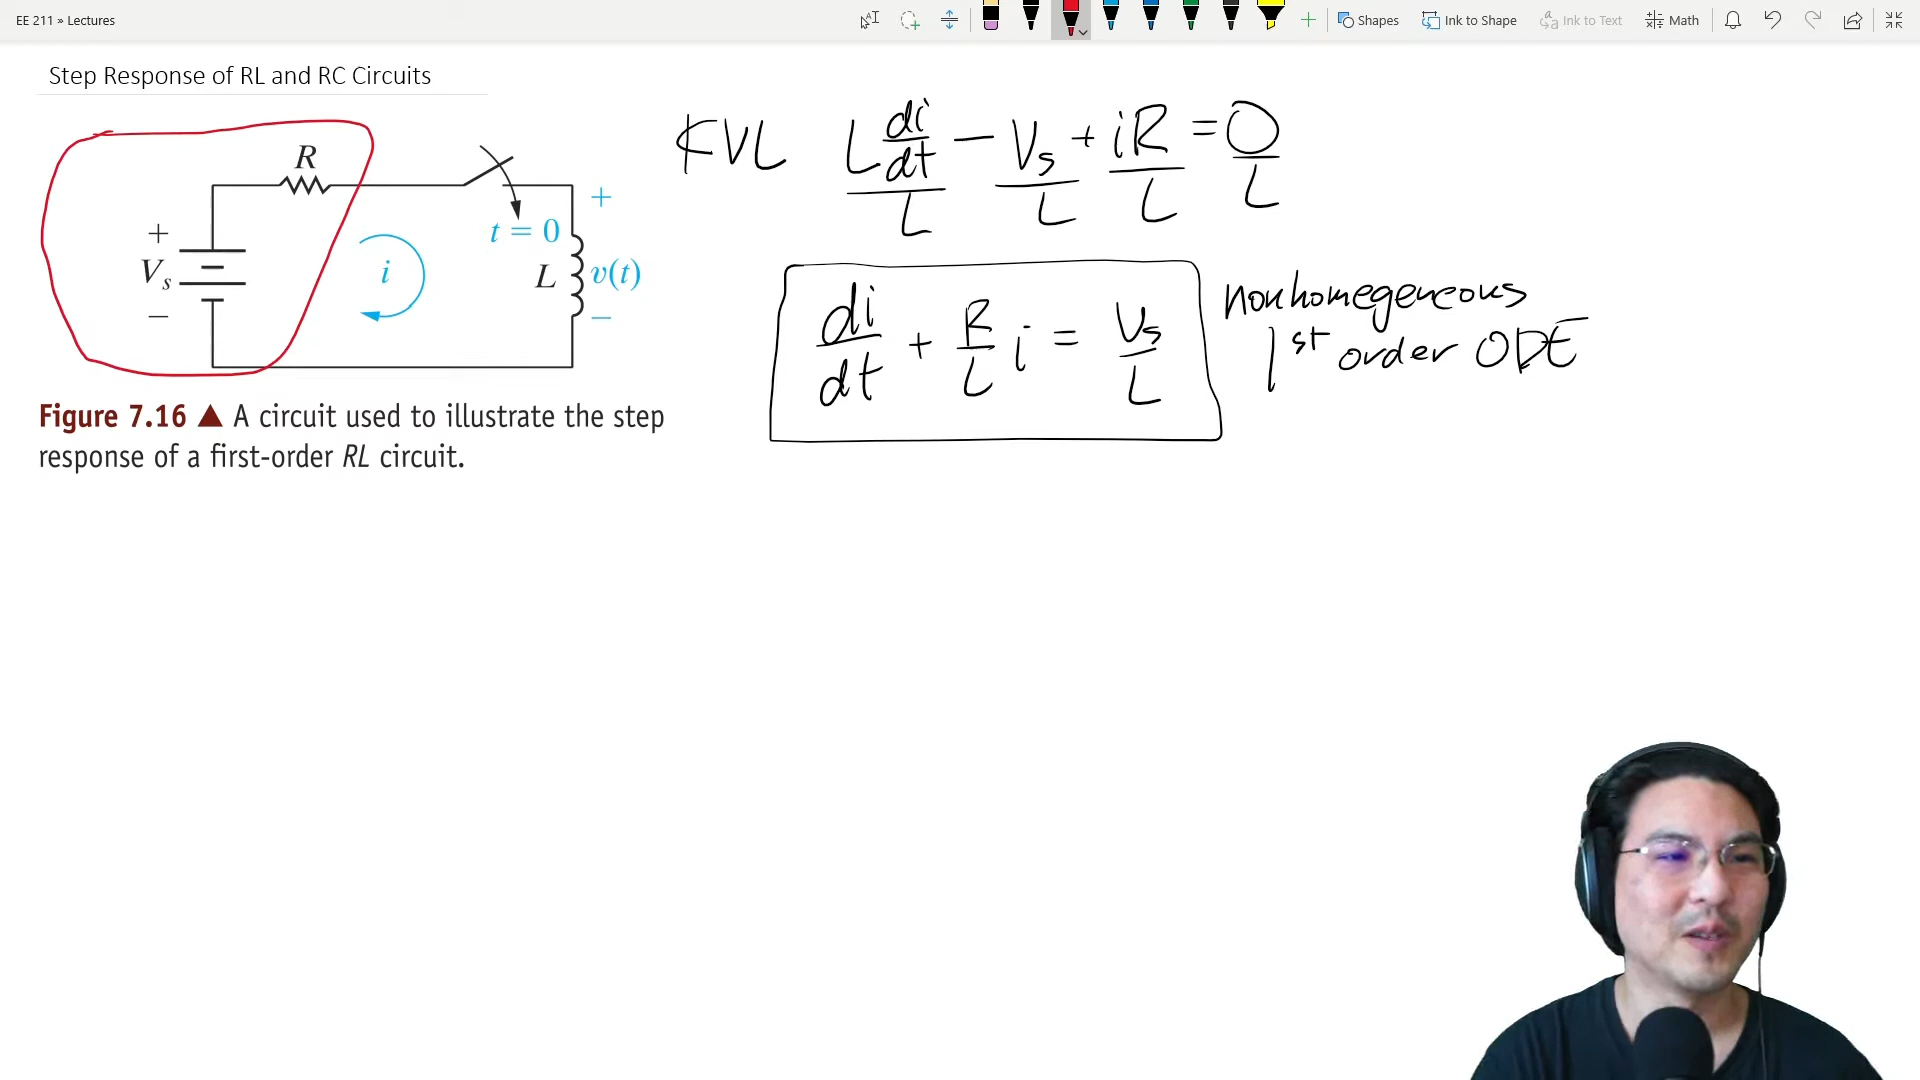 EE 211 » Lectures
Shapes
Ink to Shape
Ink to Text
Math
Step Response of RL and RC Circuits
R
+
Vs
−
i
t = 0
L
+
v(t)
−
Figure 7.16 ▲ A circuit used to illustrate the step
response of a first-order RL circuit.
KVL L di/dt / L − Vs / L + iR / L = 0 / L
di/dt + R/L i = Vs/L
nonhomegeneous
1st order ODE